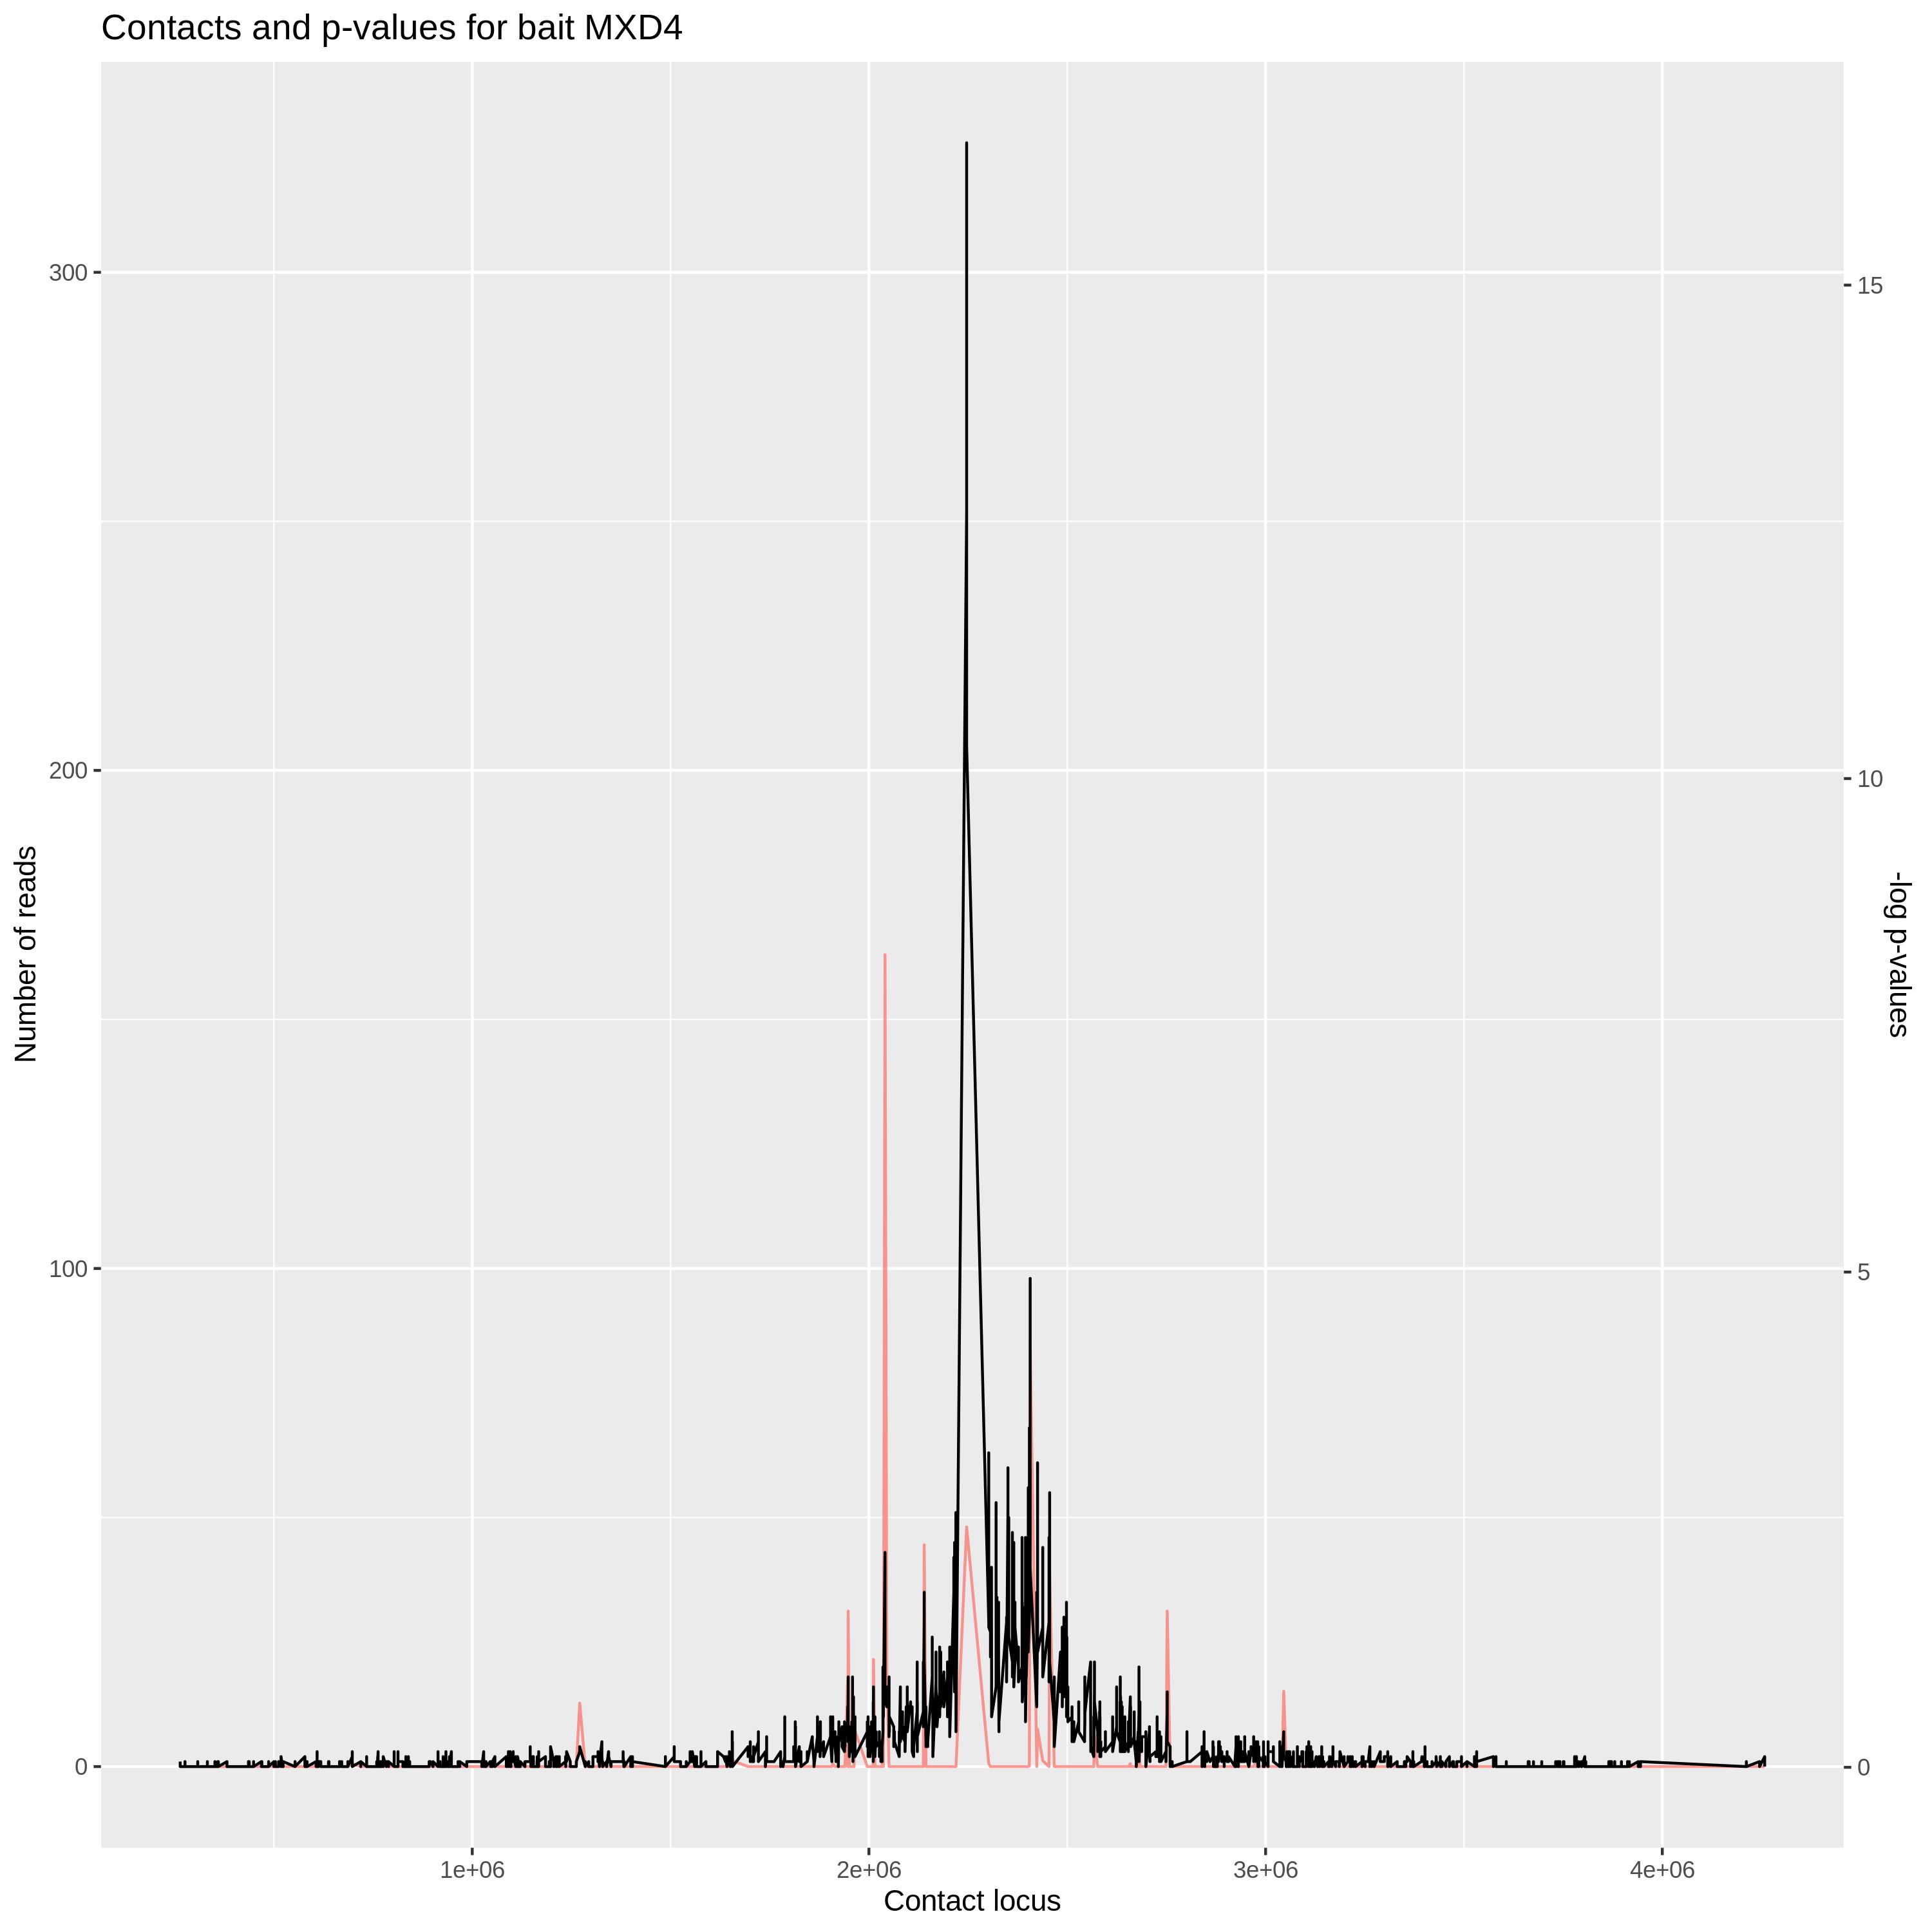 Contacts and p-values for bait MXD4
300
200
100
0
Number of reads
15
10
5
0
-log p-values
1e+06
2e+06
3e+06
4e+06
Contact locus